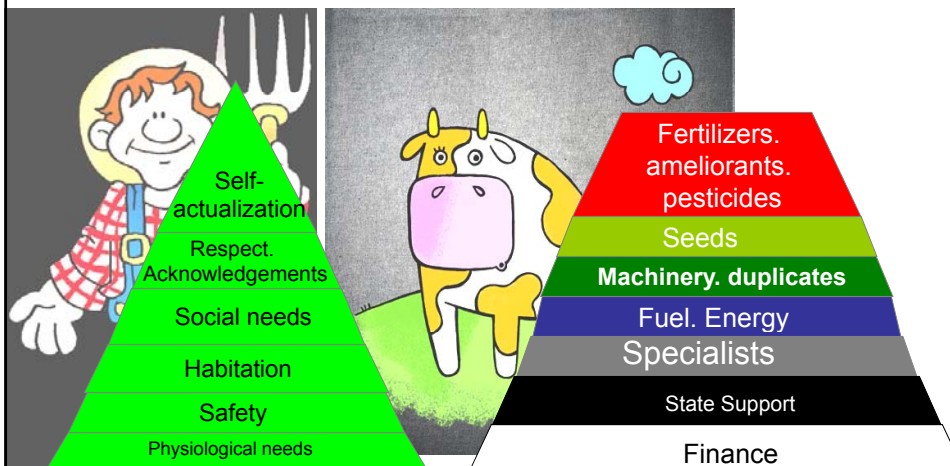 Self-
actualization
Respect.
Acknowledgements
Social needs
Habitation
Safety
Physiological needs
Fertilizers.
ameliorants.
pesticides
Seeds
Machinery. duplicates
Fuel. Energy
Specialists
State Support
Finance